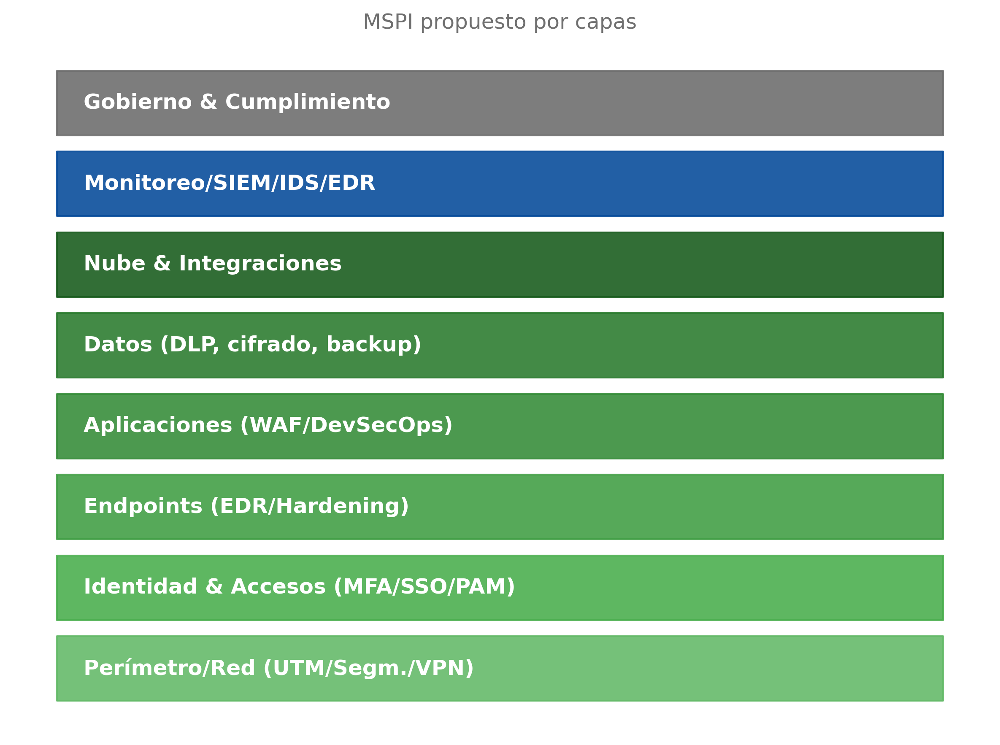 MSPI propuesto por capas
Gobierno & Cumplimiento
Monitoreo/SIEM/IDS/EDR
Nube & Integraciones
Datos (DLP, cifrado, backup)
Aplicaciones (WAF/DevSecOps)
Endpoints (EDR/Hardening)
Identidad & Accesos (MFA/SSO/PAM)
Perímetro/Red (UTM/Segm./VPN)